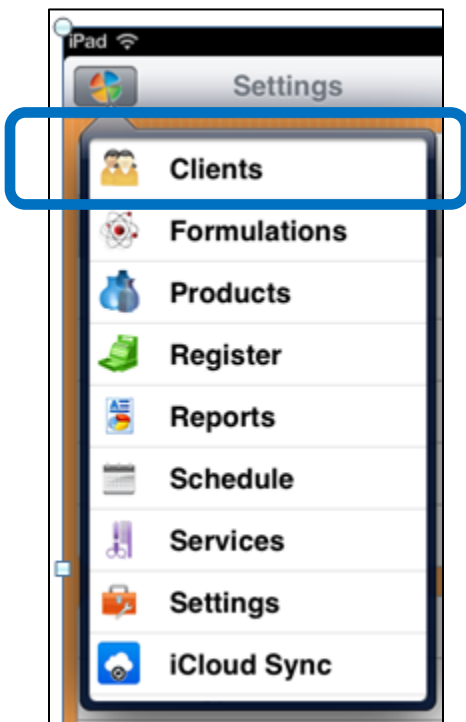 iPad
Settings
Clients
Formulations
Products
Register
Reports
Schedule
Services
Settings
iCloud Sync